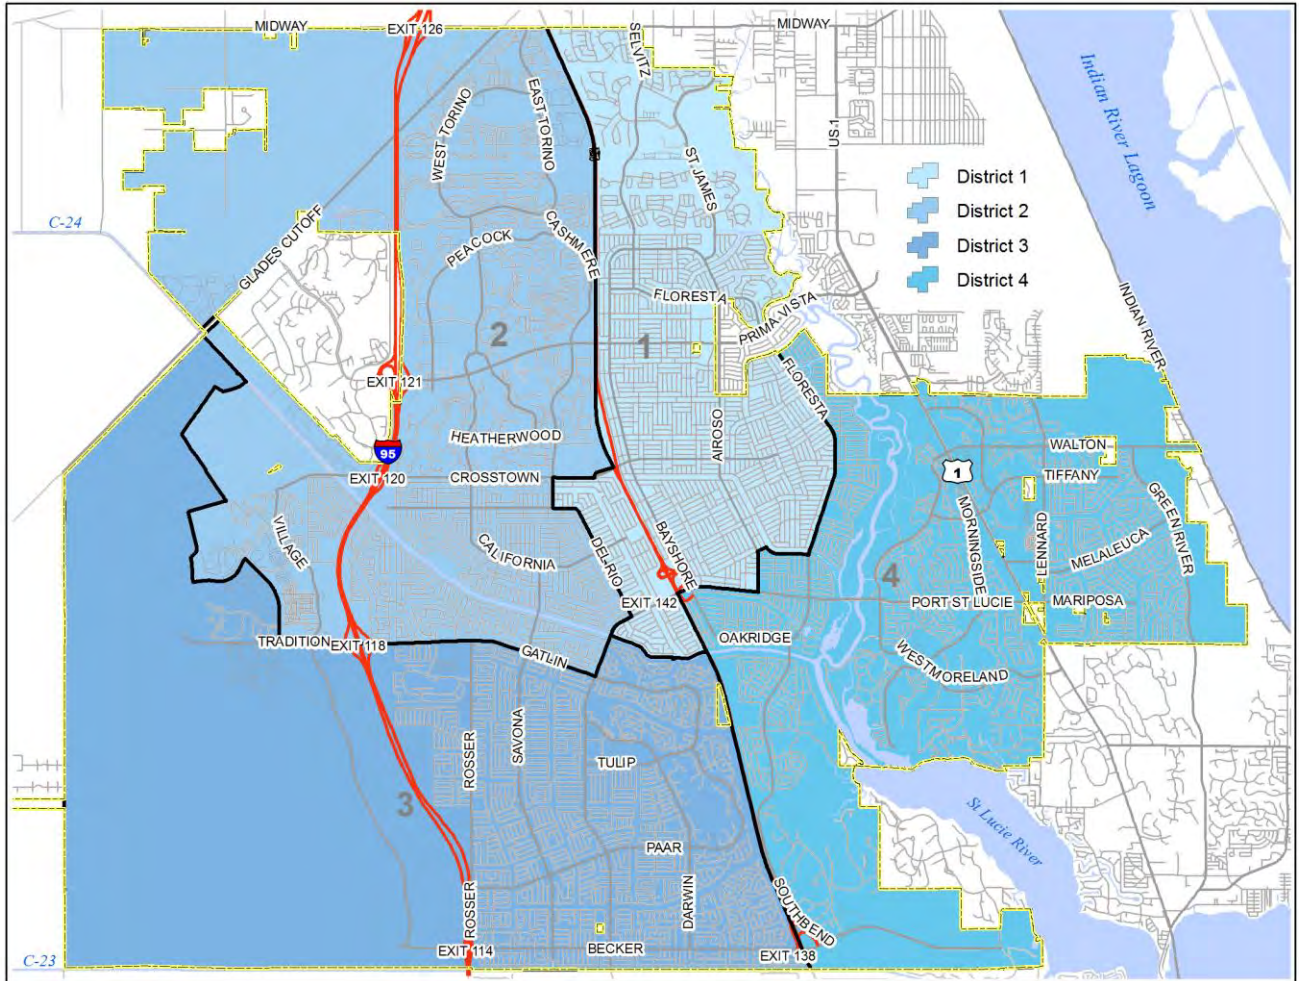 MIDWAY
EXIT 126
SELVITZ
MIDWAY
Indian River Lagoon
WEST TORINO
EAST TORINO
US 1
ST. JAMES
District 1
District 2
District 3
District 4
C-24
GLADES CUTOFF
PEACOCK
CASHMERE
FLORESTA
PRIMA VISTA
INDIAN RIVER
2
1
EXIT 121
FLORESTA
AIROSO
HEATHERWOOD
95
WALTON
EXIT 120
CROSSTOWN
1
TIFFANY
VILLAGE
CALIFORNIA
DEL RIO
BAYSHORE
MORNINGSIDE
LENNARD
MELALEUCA
GREEN RIVER
4
EXIT 142
PORT ST LUCIE
MARIPOSA
TRADITION
EXIT 118
GATLIN
OAKRIDGE
WESTMORELAND
ROSSER
SAVONA
TULIP
3
St Lucie River
PAAR
ROSSER
DARWIN
SOUTHBEND
C-23
EXIT 114
BECKER
EXIT 138